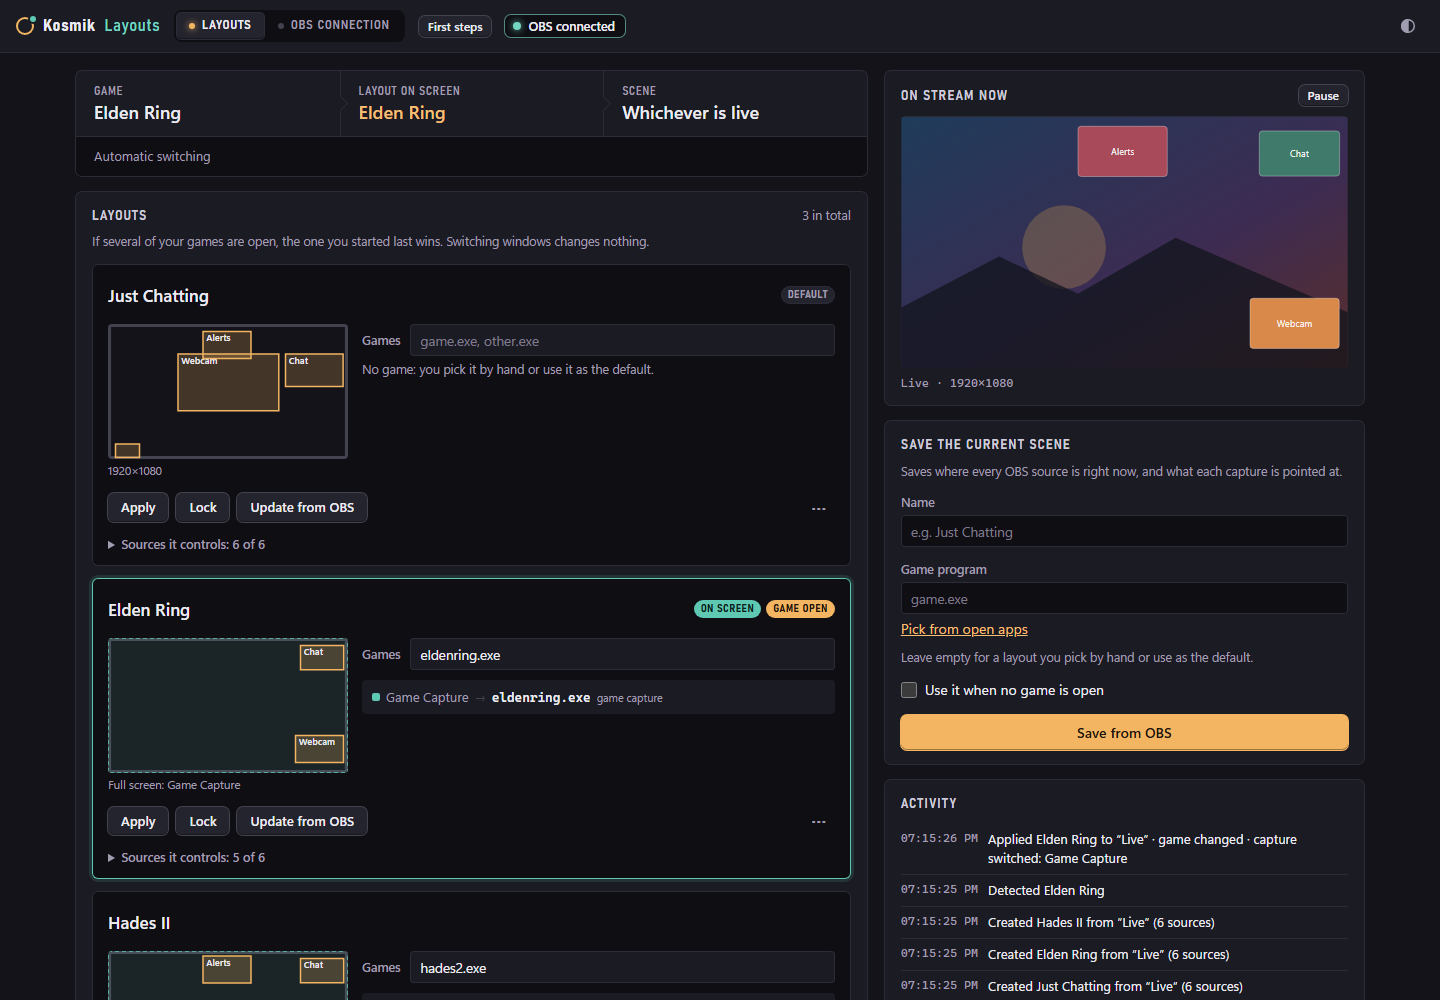 Kosmik Layouts
LAYOUTS
OBS CONNECTION
First steps
OBS connected
GAME
Elden Ring
LAYOUT ON SCREEN
Elden Ring
SCENE
Whichever is live
Automatic switching
LAYOUTS
3 in total
If several of your games are open, the one you started last wins. Switching windows changes nothing.
Just Chatting
DEFAULT
Alerts
Webcam
Chat
1920×1080
Games
game.exe, other.exe
No game: you pick it by hand or use it as the default.
Apply
Lock
Update from OBS
...
Sources it controls: 6 of 6
Elden Ring
ON SCREEN
GAME OPEN
Chat
Webcam
Full screen: Game Capture
Games
eldenring.exe
Game Capture → eldenring.exe game capture
Apply
Lock
Update from OBS
...
Sources it controls: 5 of 6
Hades II
Alerts
Chat
Games
hades2.exe
ON STREAM NOW
Pause
Alerts
Chat
Webcam
Live · 1920×1080
SAVE THE CURRENT SCENE
Saves where every OBS source is right now, and what each capture is pointed at.
Name
e.g. Just Chatting
Game program
game.exe
Pick from open apps
Leave empty for a layout you pick by hand or use as the default.
Use it when no game is open
Save from OBS
ACTIVITY
07:15:26 PM Applied Elden Ring to “Live” · game changed · capture
switched: Game Capture
07:15:25 PM Detected Elden Ring
07:15:25 PM Created Hades II from “Live” (6 sources)
07:15:25 PM Created Elden Ring from “Live” (6 sources)
07:15:25 PM Created Just Chatting from “Live” (6 sources)